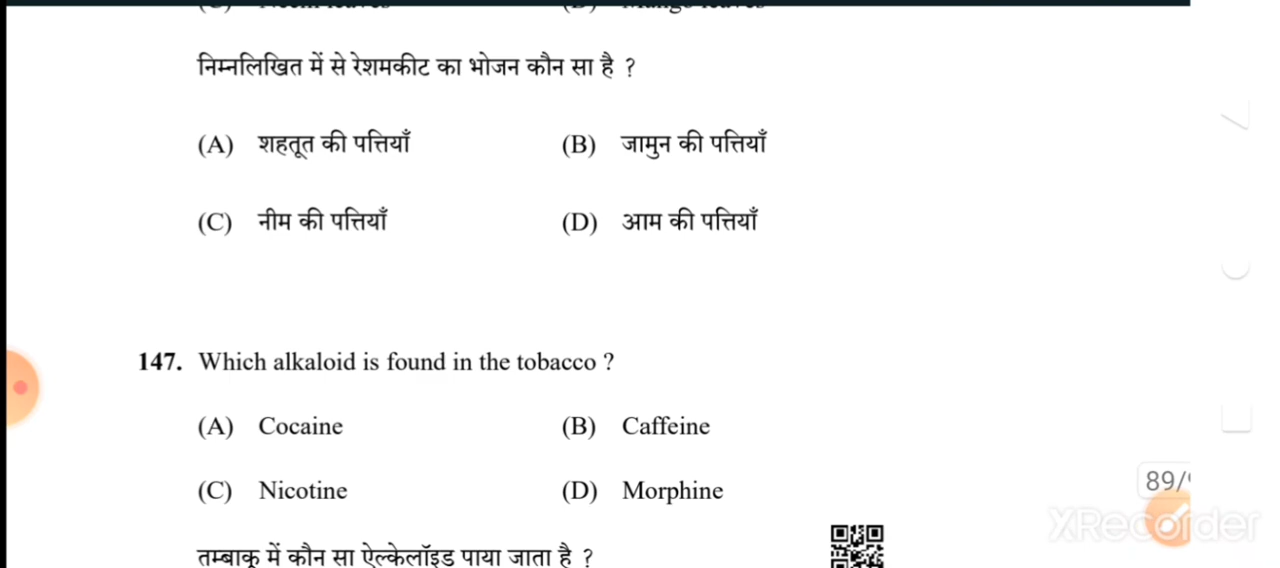 निम्नलिखित में से रेशमकीट का भोजन कौन सा है ?
(A) शहतूत की पत्तियाँ (B) जामुन की पत्तियाँ
(C) नीम की पत्तियाँ (D) आम की पत्तियाँ
147. Which alkaloid is found in the tobacco ?
(A) Cocaine (B) Caffeine
(C) Nicotine (D) Morphine
89/
XRecorder
तम्बाकू में कौन सा ऐल्केलॉइड पाया जाता है ?